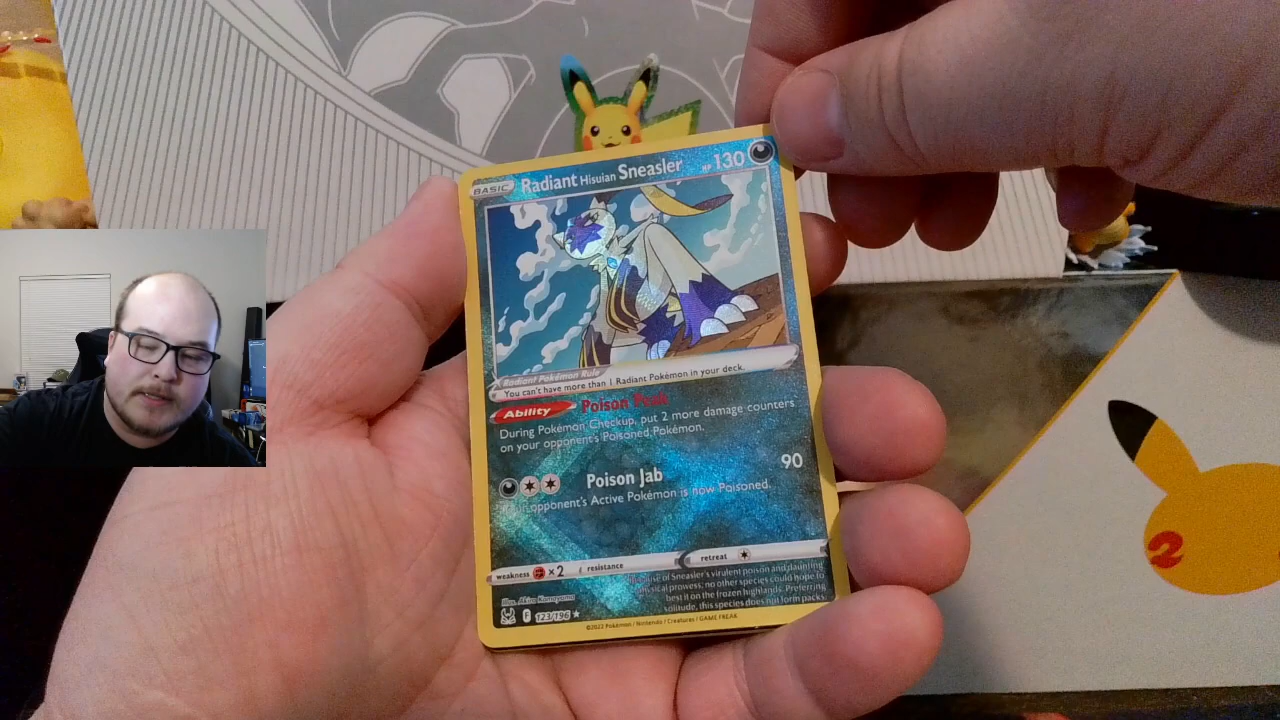 BASIC Radiant Hisuian Sneasler HP 130
Radiant Pokémon Rule
You can't have more than 1 Radiant Pokémon in your deck.
Ability Poison Peak
During Pokémon Checkup, put 2 more damage counters
on your opponent's Poisoned Pokémon.
Poison Jab 90
Your opponent's Active Pokémon is now Poisoned.
weakness ×2 resistance retreat
Because of Sneasler's virulent poison and daunting
physical prowess, no other species could hope to
best it on the frozen highlands. Preferring
solitude, this species does not form packs.
Illus. Akira Komayama
F 123/196
©2022 Pokémon / Nintendo / Creatures / GAME FREAK
2